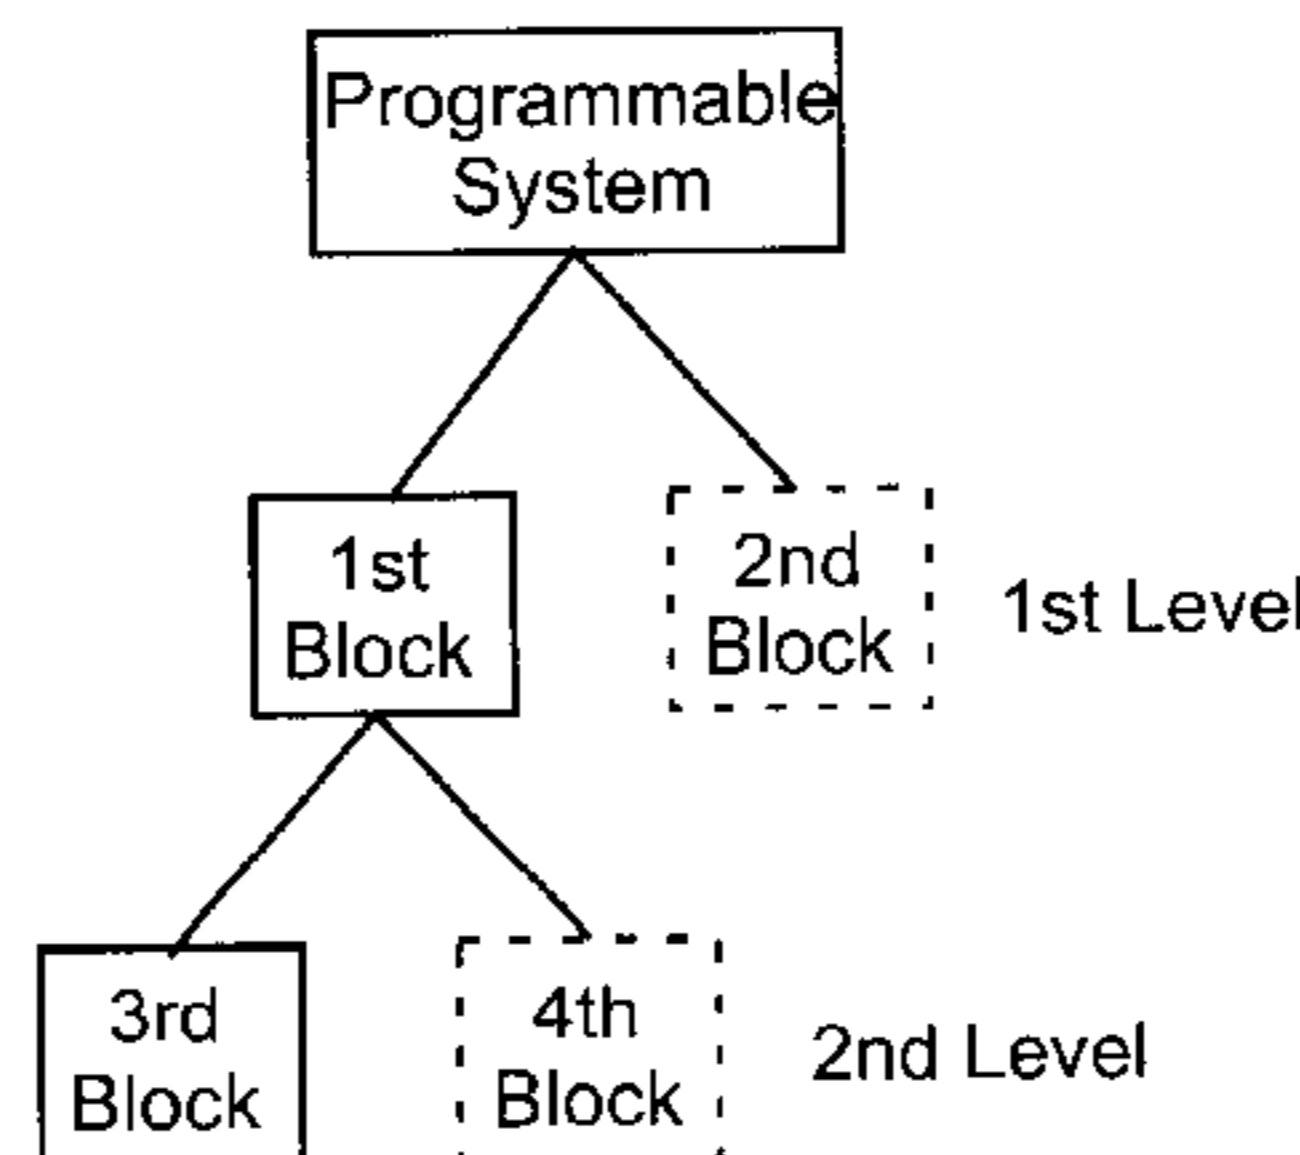 Programmable
System
1st
Block
2nd
Block
1st Level
3rd
Block
4th
Block
2nd Level